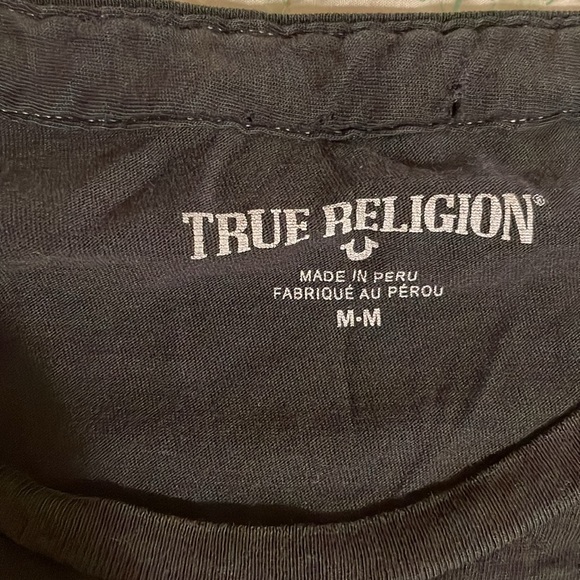 TRUE RELIGION®
MADE IN PERU
FABRIQUÉ AU PÉROU
M·M